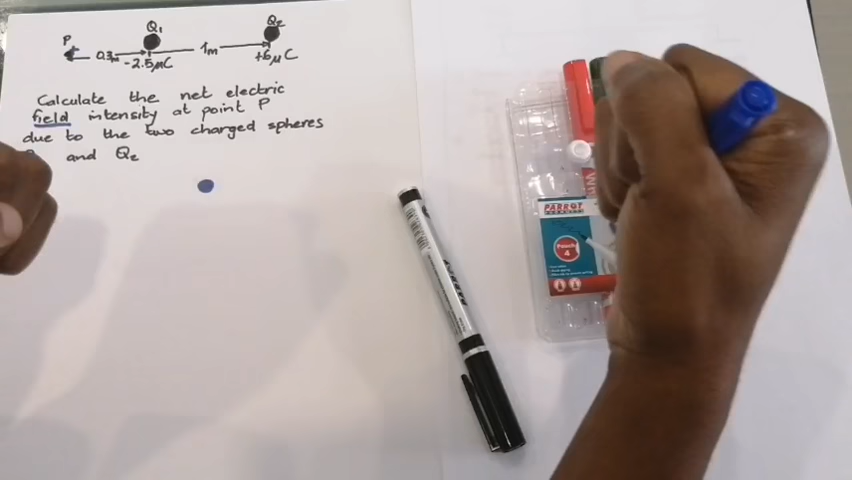 P Q1 Q2
0.3m 1m
-2.5μC +6μC
Calculate the net electric
field intensity at point P
due to the two charged spheres
and Q2
PARROT
PRODUCTS